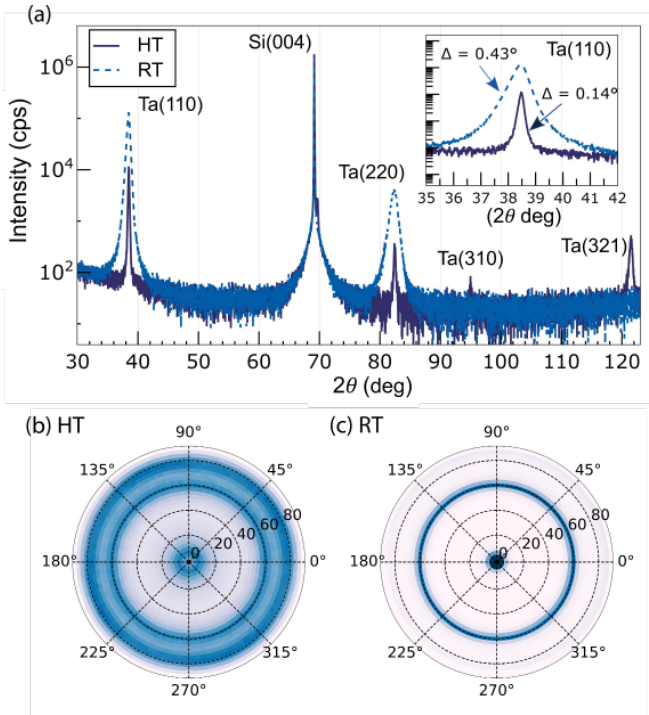 (a)
HT
RT
Si(004)
Ta(110)
Ta(220)
Ta(310)
Ta(321)
Intensity (cps)
10⁶
10⁴
10²
30 40 50 60 70 80 90 100 110 120
2θ (deg)
Ta(110)
Δ = 0.43°
Δ = 0.14°
35 36 37 38 39 40 41 42
(2θ deg)
(b) HT
90°
135° 45°
180° 0 20 40 60 80 0°
225° 315°
270°
(c) RT
90°
135° 45°
180° 0 20 40 60 80 0°
225° 315°
270°